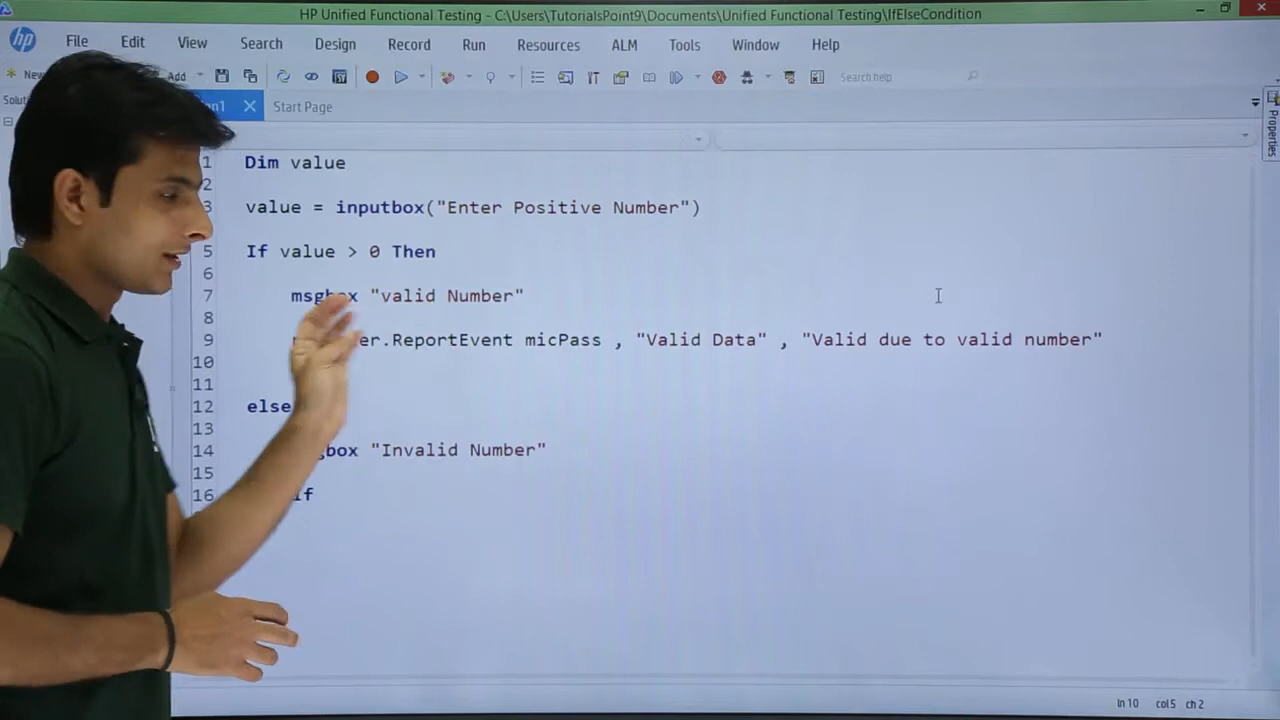 HP Unified Functional Testing - C:\Users\TutorialsPoint9\Documents\Unified Functional Testing\IfElseCondition
hp File Edit View Search Design Record Run Resources ALM Tools Window Help
New Add Search help
Start Page
Properties
1 Dim value
2
3 value = inputbox("Enter Positive Number")
5 If value > 0 Then
6
7 msgbox "valid Number"
8
9 .ReportEvent micPass , "Valid Data" , "Valid due to valid number"
10
11
12 else
13
14 "Invalid Number"
15
16
Ln 10 col 5 ch 2